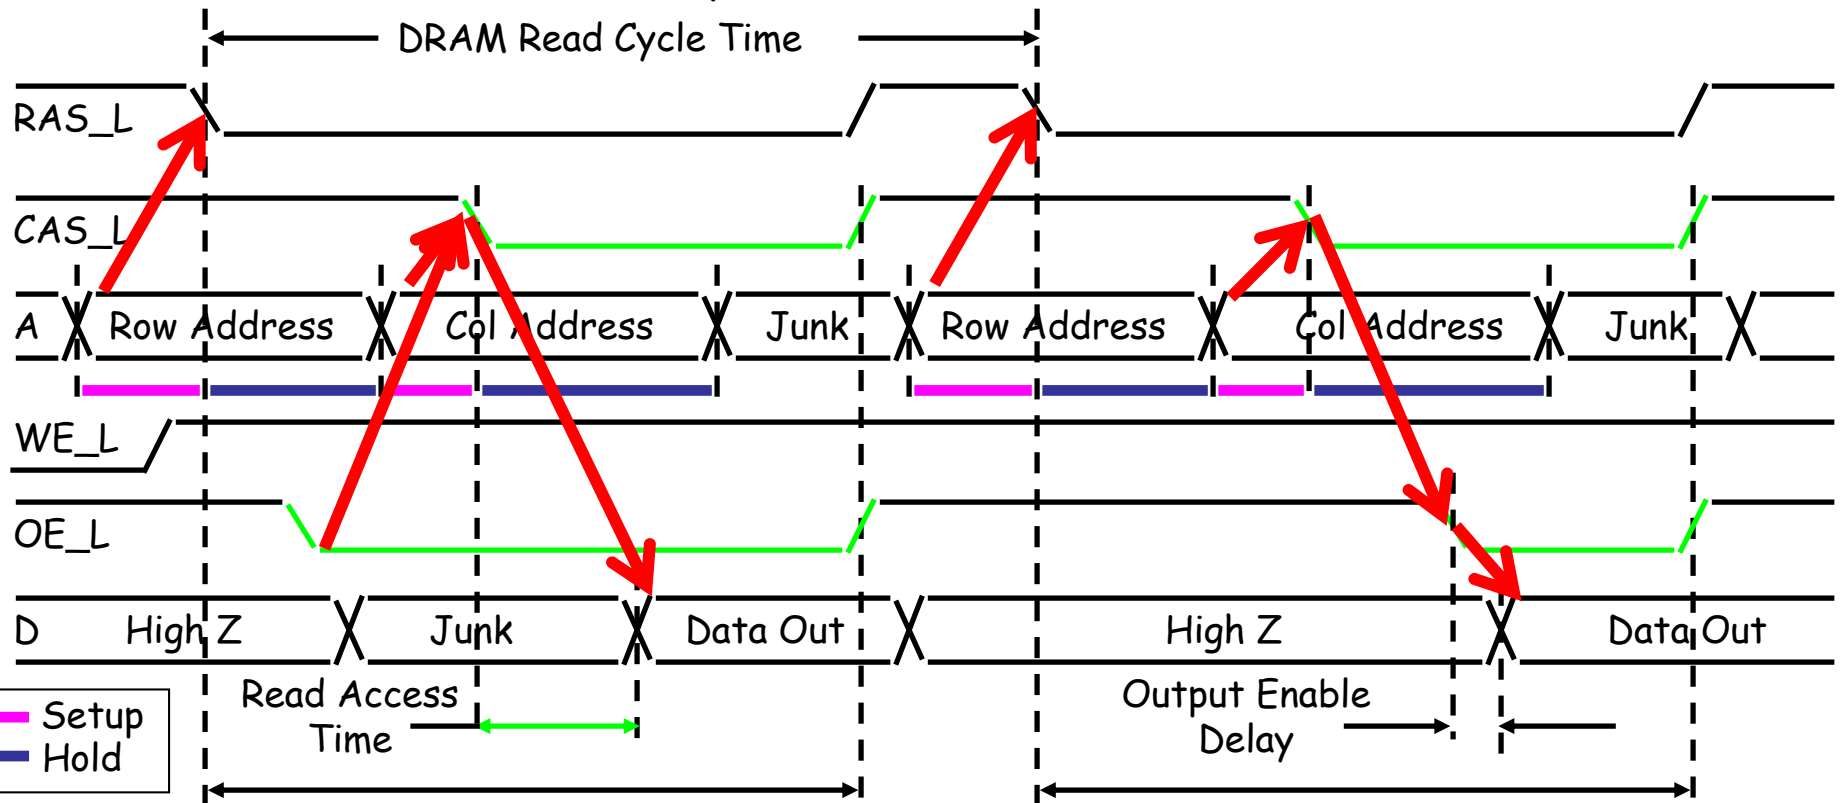 DRAM Read Cycle Time
RAS_L
CAS_L
A Row Address Col Address Junk Row Address Col Address Junk
WE_L
OE_L
D High Z Junk Data Out High Z Data Out
Read Access
Time
Output Enable
Delay
Setup
Hold